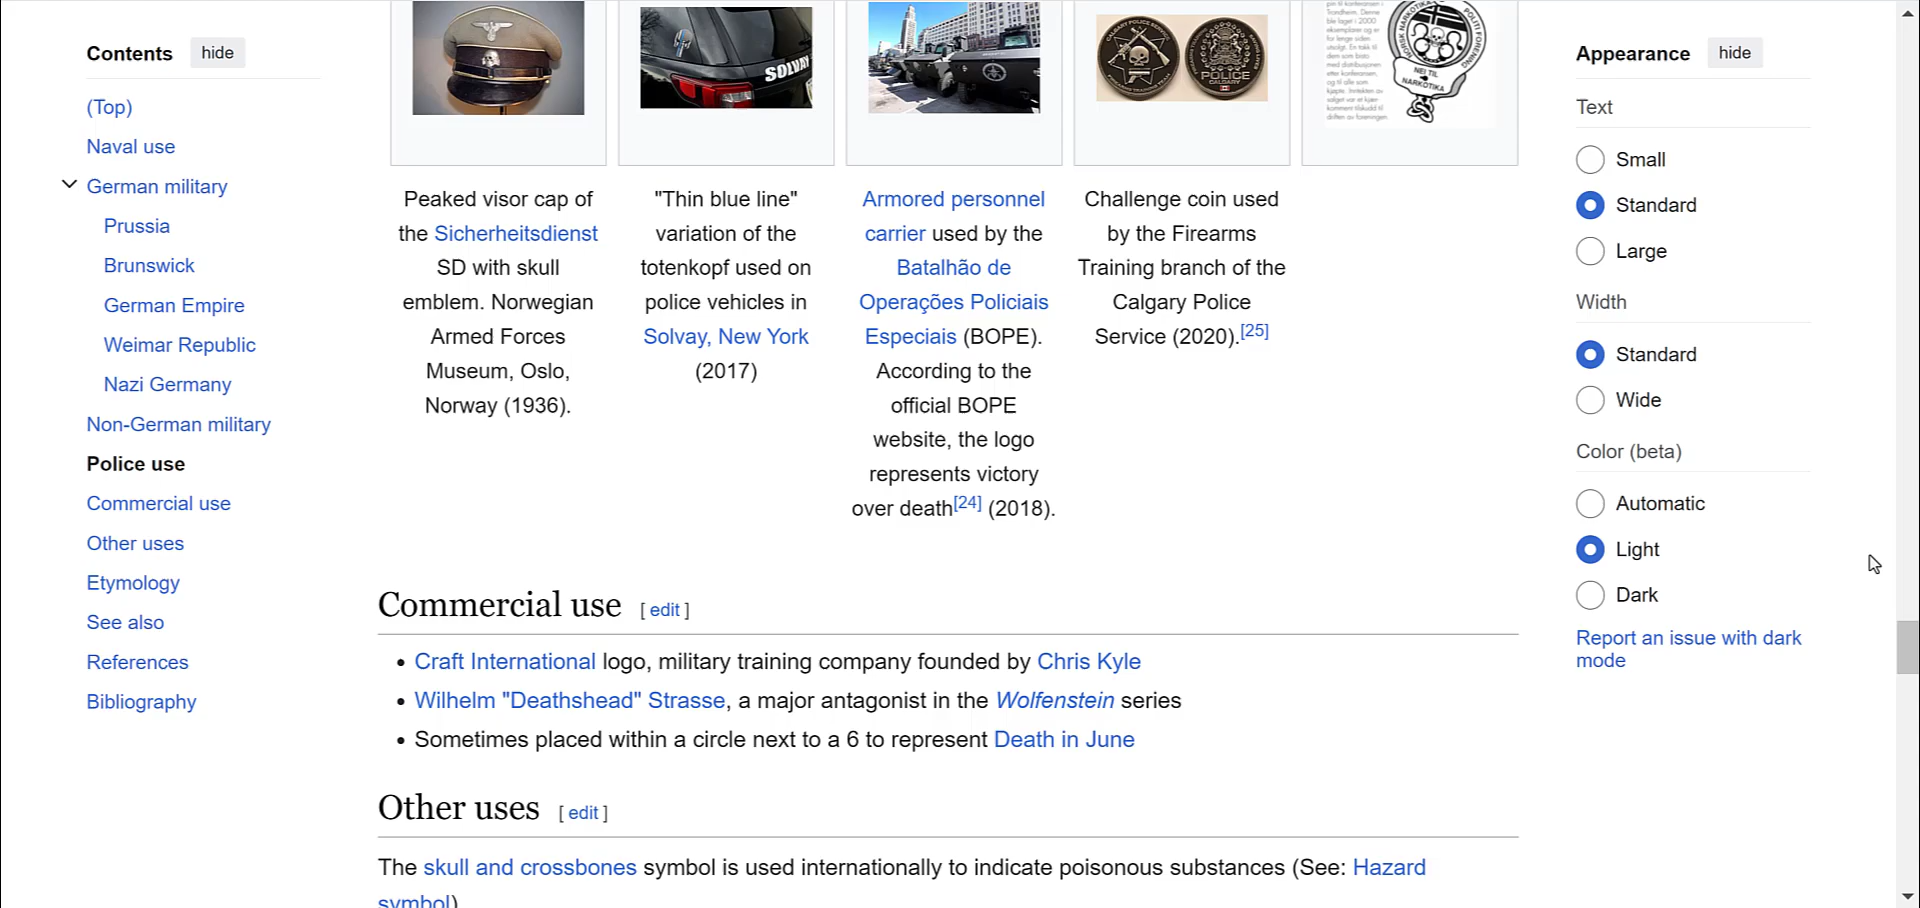 Contents hide
(Top)
Naval use
German military
Prussia
Brunswick
German Empire
Weimar Republic
Nazi Germany
Non-German military
Police use
Commercial use
Other uses
Etymology
See also
References
Bibliography
SOLVAY
POLICE
CALGARY
NEI TIL
NARKOTIKA
Peaked visor cap of
the Sicherheitsdienst
SD with skull
emblem. Norwegian
Armed Forces
Museum, Oslo,
Norway (1936).
"Thin blue line"
variation of the
totenkopf used on
police vehicles in
Solvay, New York
(2017)
Armored personnel
carrier used by the
Batalhão de
Operações Policiais
Especiais (BOPE).
According to the
official BOPE
website, the logo
represents victory
over death[24] (2018).
Challenge coin used
by the Firearms
Training branch of the
Calgary Police
Service (2020).[25]
Commercial use [ edit ]
• Craft International logo, military training company founded by Chris Kyle
• Wilhelm "Deathshead" Strasse, a major antagonist in the Wolfenstein series
• Sometimes placed within a circle next to a 6 to represent Death in June
Other uses [ edit ]
The skull and crossbones symbol is used internationally to indicate poisonous substances (See: Hazard
symbol)
Appearance hide
Text
Small
Standard
Large
Width
Standard
Wide
Color (beta)
Automatic
Light
Dark
Report an issue with dark
mode